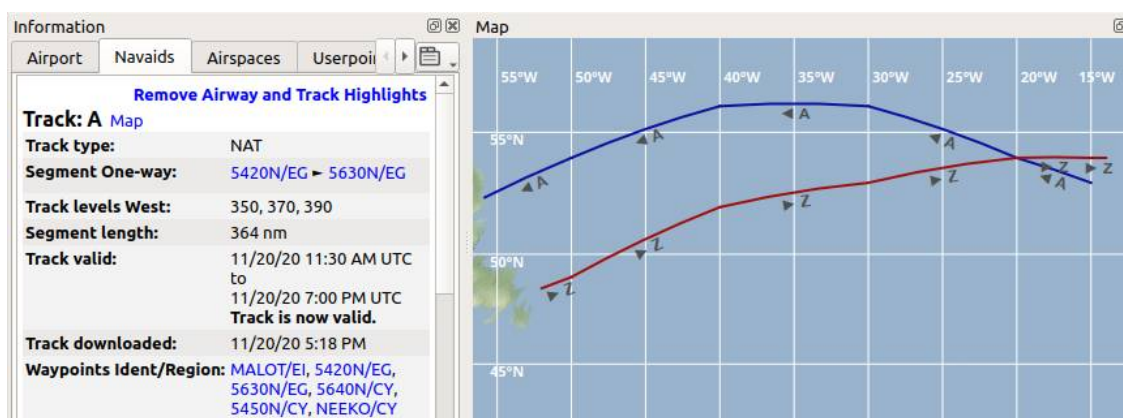 Information
Airport Navaids Airspaces Userpoi
Remove Airway and Track Highlights
Track: A Map
Track type: NAT
Segment One-way: 5420N/EG ► 5630N/EG
Track levels West: 350, 370, 390
Segment length: 364 nm
Track valid: 11/20/20 11:30 AM UTC
to
11/20/20 7:00 PM UTC
Track is now valid.
Track downloaded: 11/20/20 5:18 PM
Waypoints Ident/Region: MALOT/EI, 5420N/EG,
5630N/EG, 5640N/CY,
5450N/CY, NEEKO/CY
Map
55°W 50°W 45°W 40°W 35°W 30°W 25°W 20°W 15°W
◄ A
55°N
◄ A
◄ A
► Z
► Z
◄ A
◄ A
► Z
► Z
► Z
50°N
► Z
45°N